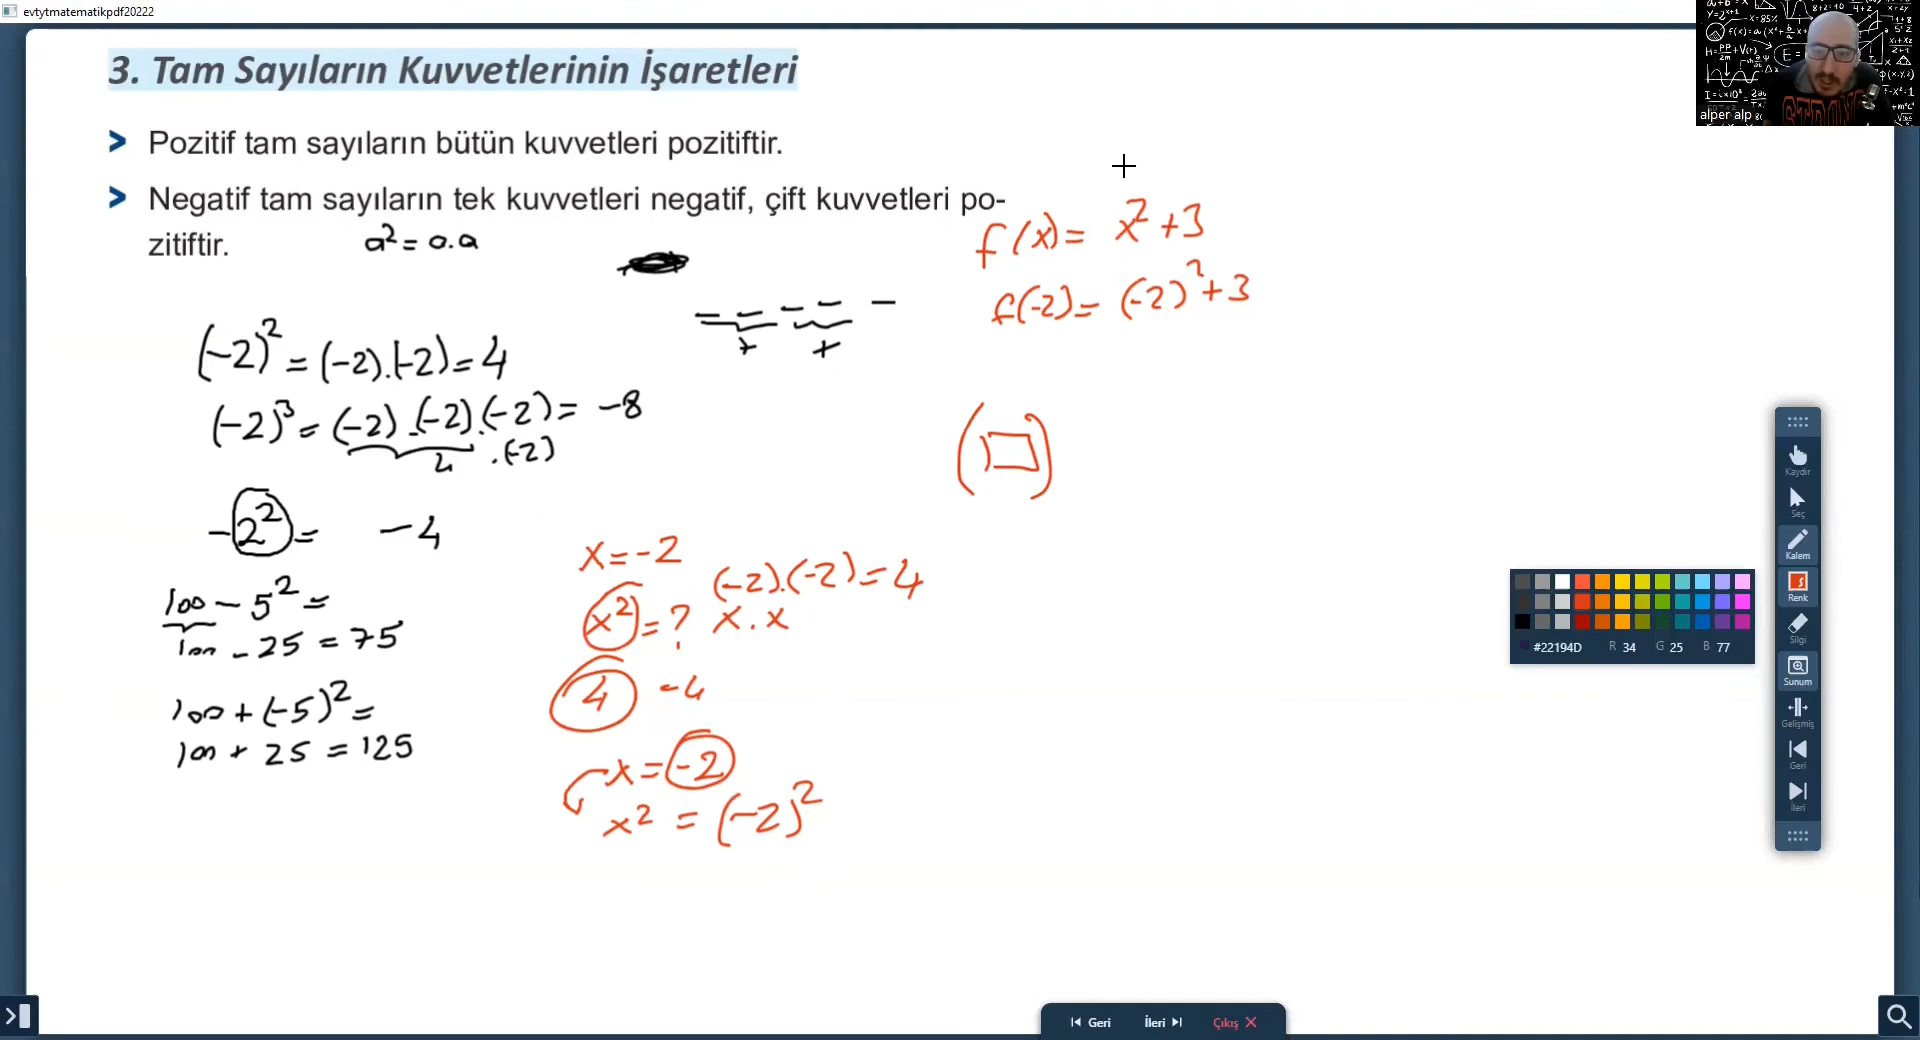 evtytmatematikpdf20222
3. Tam Sayıların Kuvvetlerinin İşaretleri
> Pozitif tam sayıların bütün kuvvetleri pozitiftir.
> Negatif tam sayıların tek kuvvetleri negatif, çift kuvvetleri po-
zitiftir.
a² = a.a
(-2)² = (-2).(-2) = 4
(-2)³ = (-2).(-2).(-2) = -8
4 .(-2)
-2² = -4
100 - 5² =
100 - 25 = 75
100 + (-5)² =
100 + 25 = 125
- - - - -
+ +
f(x) = x² + 3
f(-2) = (-2)² + 3
x = -2
(-2).(-2) = 4
x² = ? x . x
4 -4
x = -2
x² = (-2)²
alper alp
Kaydır
Seç
Kalem
Renk
Silgi
Sunum
Gelişmiş
Geri
İleri
#22194D R 34 G 25 B 77
Geri İleri Çıkış